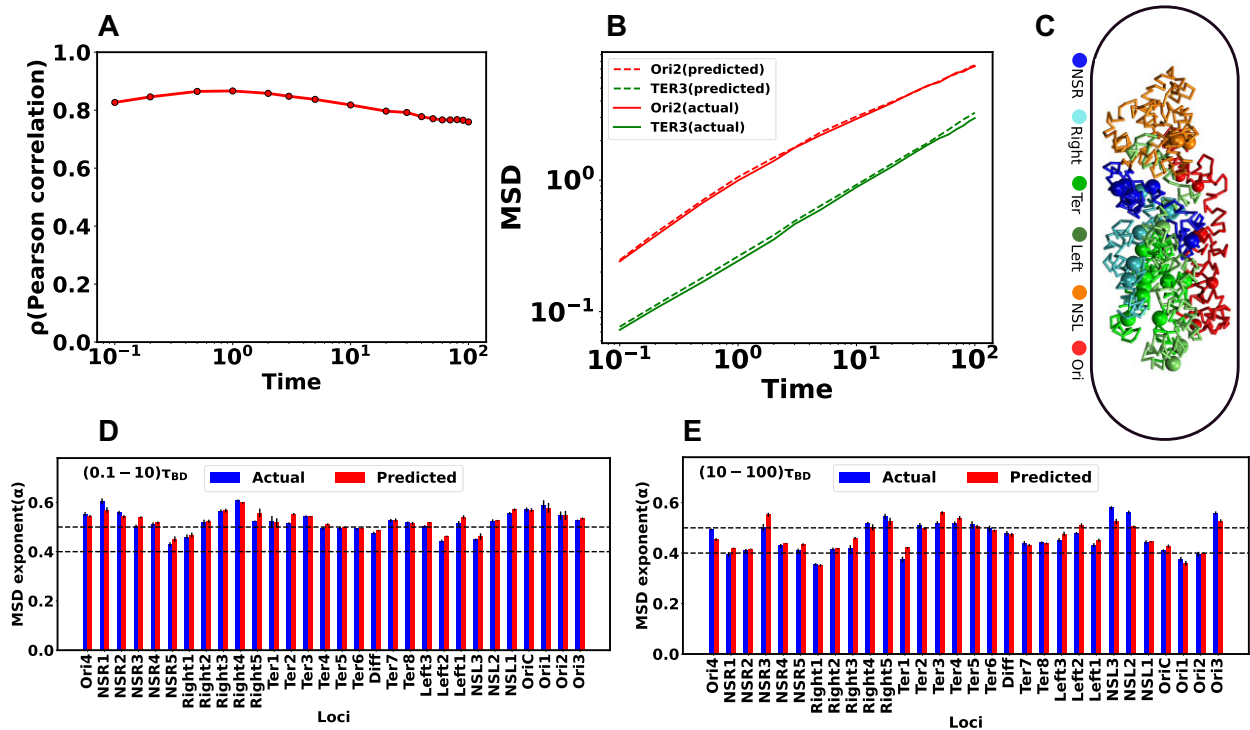 A
ρ(Pearson correlation)
1.0
0.8
0.6
0.4
0.2
0.0
10⁻¹
10⁰
10¹
10²
Time
B
MSD
10⁰
10⁻¹
Ori2(predicted)
TER3(predicted)
Ori2(actual)
TER3(actual)
10⁻¹
10⁰
10¹
10²
Time
C
NSR
Right
Ter
Left
NSL
Ori
D
MSD exponent(α)
0.6
0.4
0.2
0.0
(0.1 − 10)τBD
Actual
Predicted
Ori4
NSR1
NSR2
NSR3
NSR4
NSR5
Right1
Right2
Right3
Right4
Right5
Ter1
Ter2
Ter3
Ter4
Ter5
Ter6
Diff
Ter7
Ter8
Left3
Left2
Left1
NSL3
NSL2
NSL1
OriC
Ori1
Ori2
Ori3
Loci
E
MSD exponent(α)
0.6
0.4
0.2
0.0
(10 − 100)τBD
Actual
Predicted
Ori4
NSR1
NSR2
NSR3
NSR4
NSR5
Right1
Right2
Right3
Right4
Right5
Ter1
Ter2
Ter3
Ter4
Ter5
Ter6
Diff
Ter7
Ter8
Left3
Left2
Left1
NSL3
NSL2
NSL1
OriC
Ori1
Ori2
Ori3
Loci